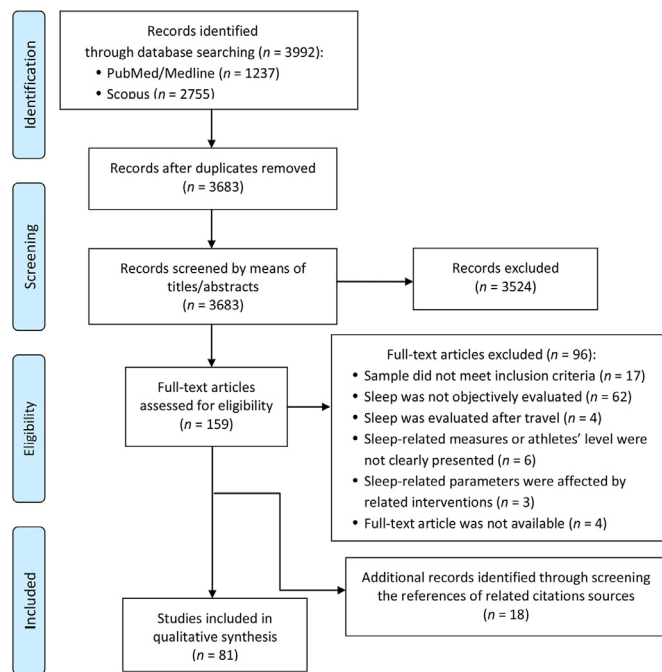 Identification
Records identified
through database searching (n = 3992):
• PubMed/Medline (n = 1237)
• Scopus (n = 2755)
Records after duplicates removed
(n = 3683)
Screening
Records screened by means of
titles/abstracts
(n = 3683)
Records excluded
(n = 3524)
Eligibility
Full-text articles
assessed for eligibility
(n = 159)
Full-text articles excluded (n = 96):
• Sample did not meet inclusion criteria (n = 17)
• Sleep was not objectively evaluated (n = 62)
• Sleep was evaluated after travel (n = 4)
• Sleep-related measures or athletes’ level were
not clearly presented (n = 6)
• Sleep-related parameters were affected by
related interventions (n = 3)
• Full-text article was not available (n = 4)
Included
Additional records identified through screening
the references of related citations sources
(n = 18)
Studies included in
qualitative synthesis
(n = 81)